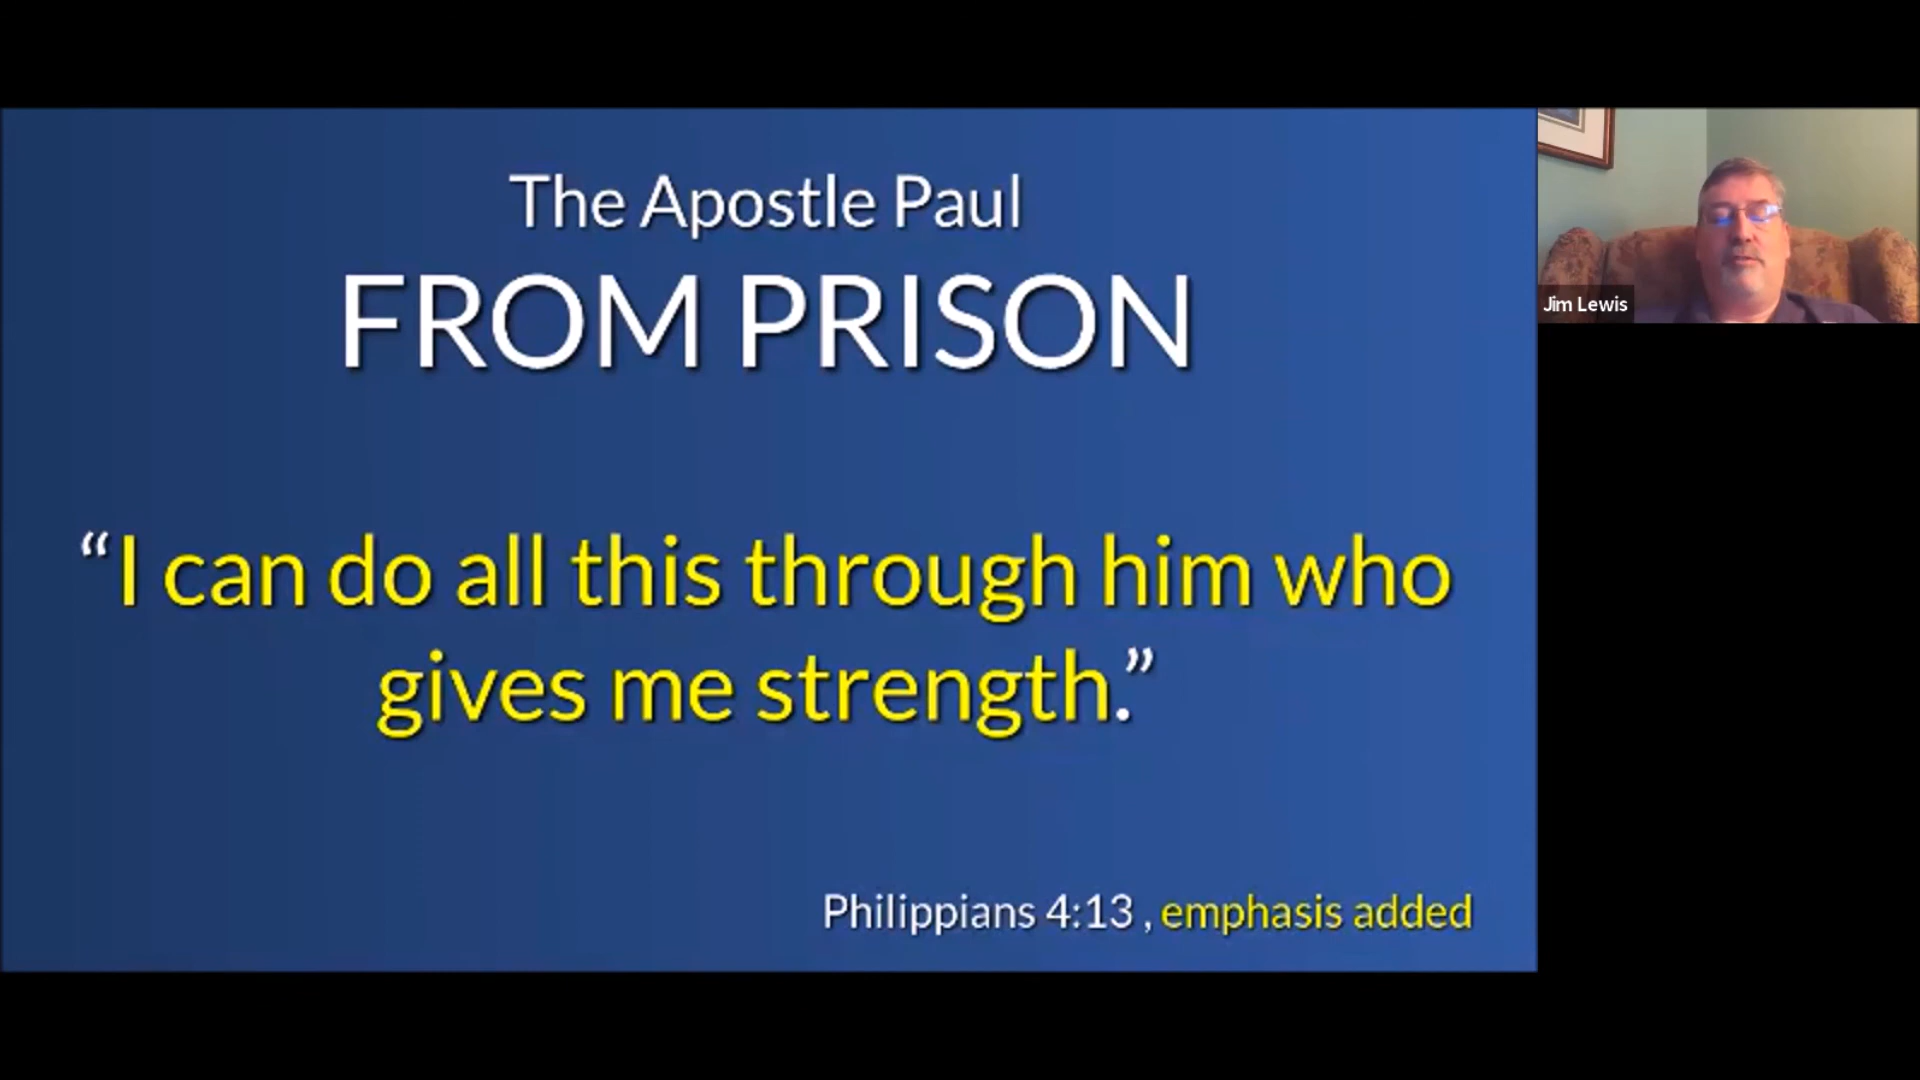 The Apostle Paul
FROM PRISON
“I can do all this through him who
gives me strength.”
Philippians 4:13 , emphasis added
Jim Lewis